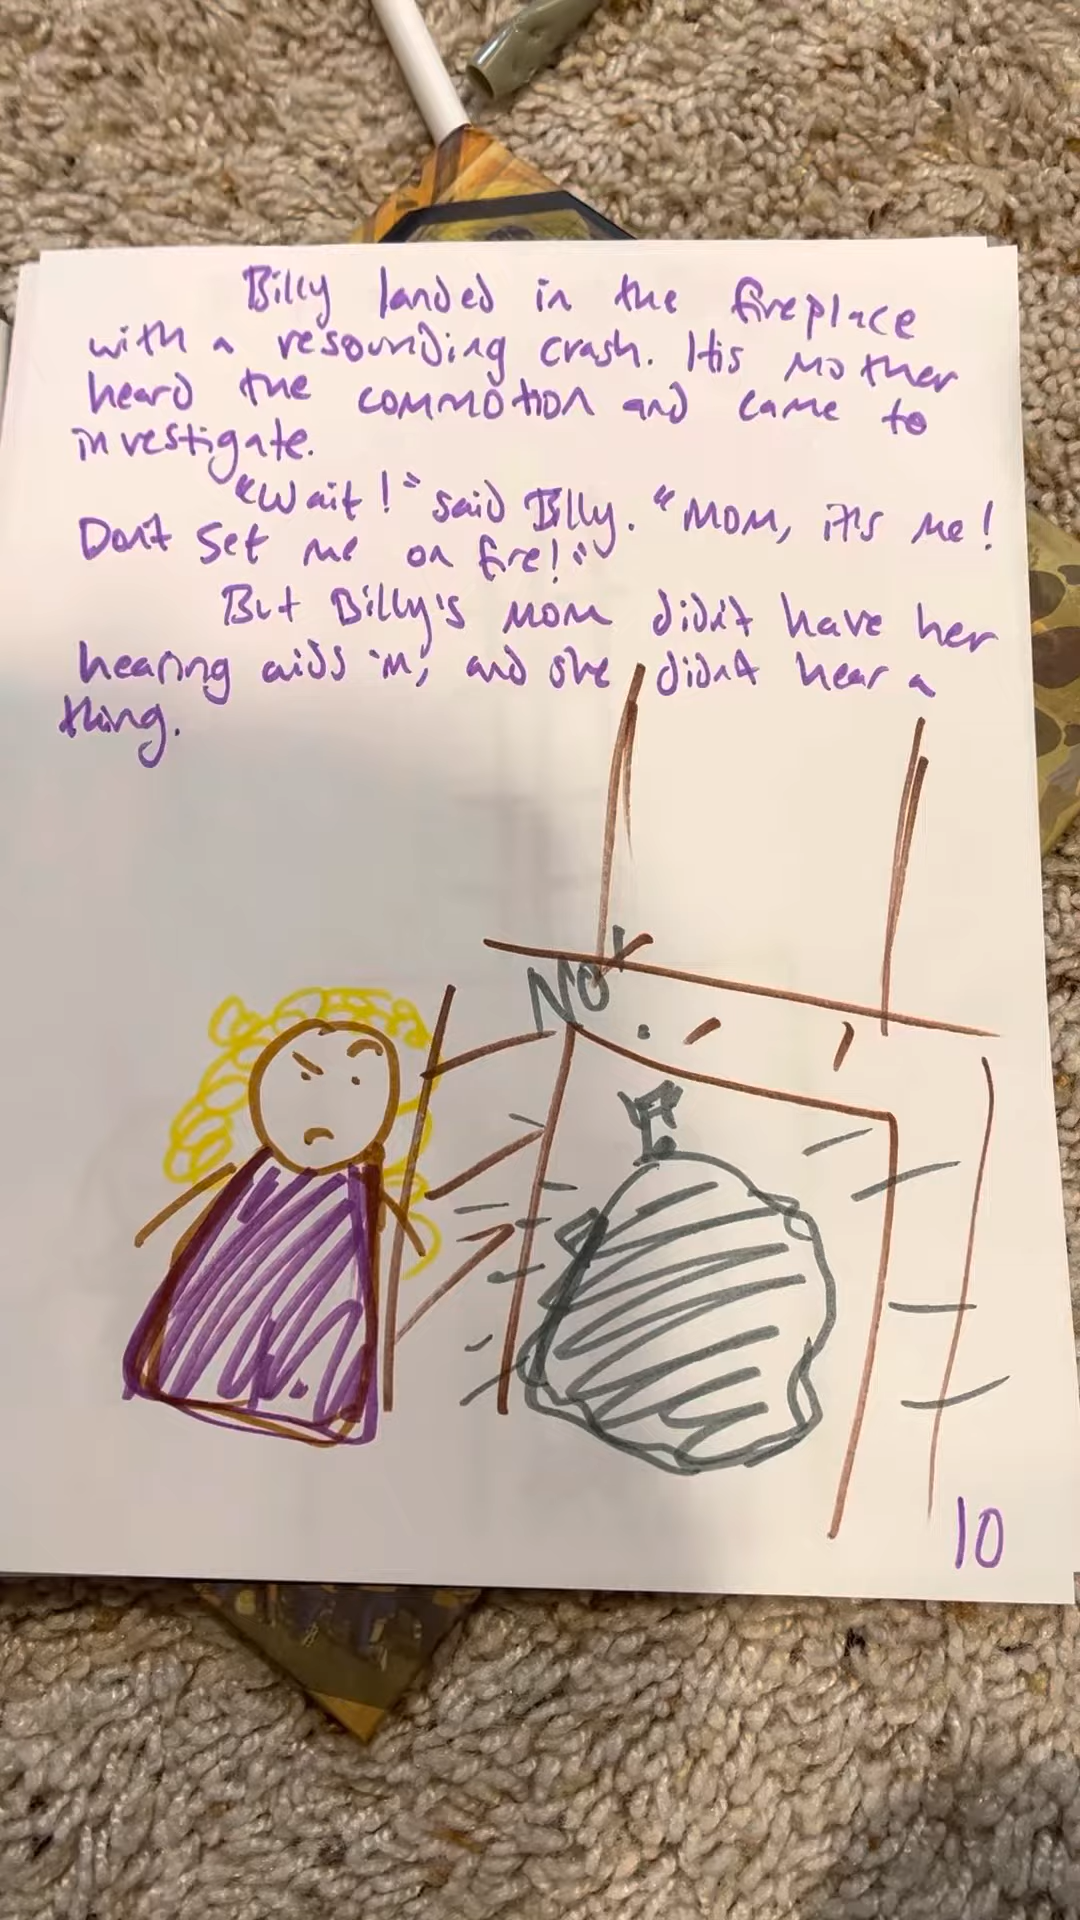 Billy landed in the fireplace
with a resounding crash. His mother
heard the commotion and came to
investigate.
"Wait!" said Billy. "Mom, it's me!
Don't set me on fire!"
But Billy's mom didn't have her
hearing aids in, and she didn't hear a
thing.
NO!
10